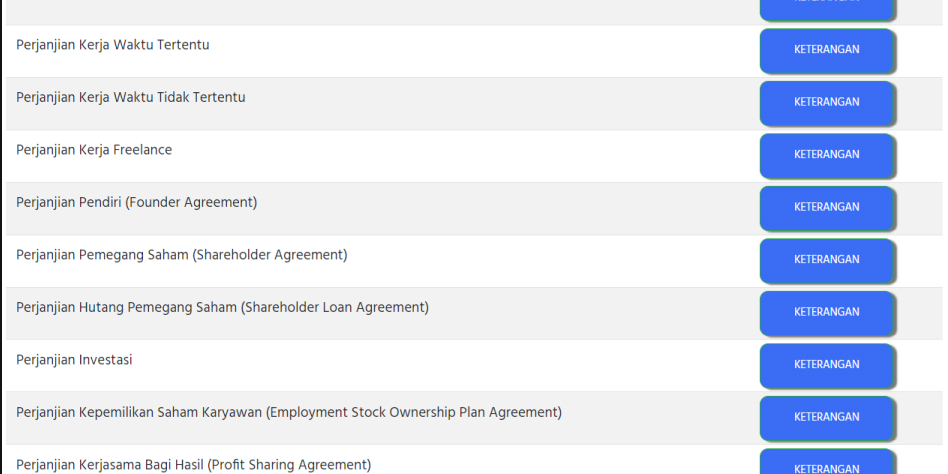 KETERANGAN
Perjanjian Kerja Waktu Tertentu KETERANGAN
Perjanjian Kerja Waktu Tidak Tertentu KETERANGAN
Perjanjian Kerja Freelance KETERANGAN
Perjanjian Pendiri (Founder Agreement) KETERANGAN
Perjanjian Pemegang Saham (Shareholder Agreement) KETERANGAN
Perjanjian Hutang Pemegang Saham (Shareholder Loan Agreement) KETERANGAN
Perjanjian Investasi KETERANGAN
Perjanjian Kepemilikan Saham Karyawan (Employment Stock Ownership Plan Agreement) KETERANGAN
Perjanjian Kerjasama Bagi Hasil (Profit Sharing Agreement) KETERANGAN